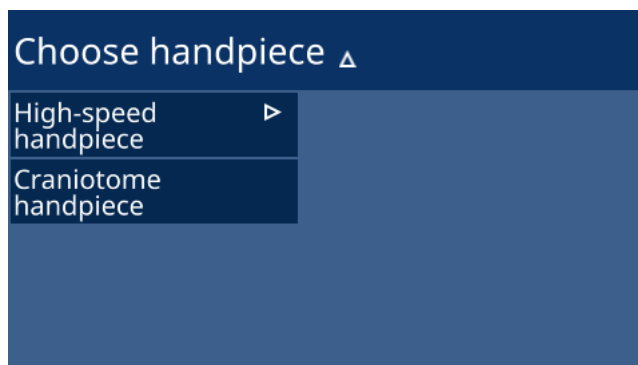 Choose handpiece
High-speed
handpiece
Craniotome
handpiece